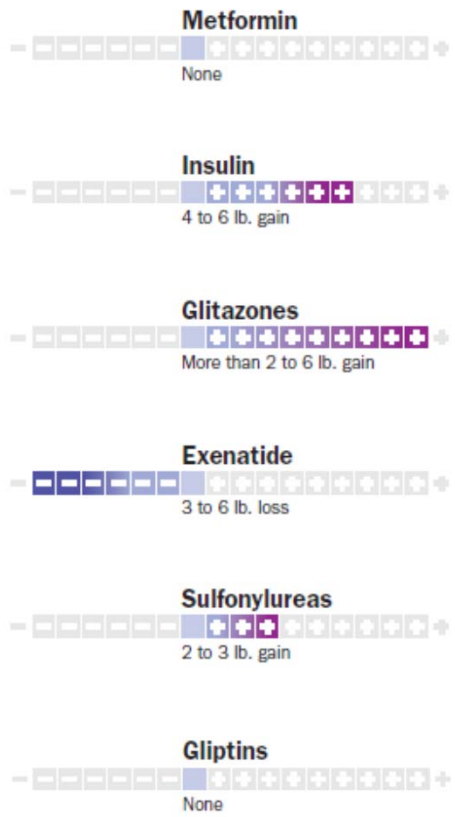 Metformin
None
Insulin
4 to 6 lb. gain
Glitazones
More than 2 to 6 lb. gain
Exenatide
3 to 6 lb. loss
Sulfonylureas
2 to 3 lb. gain
Gliptins
None